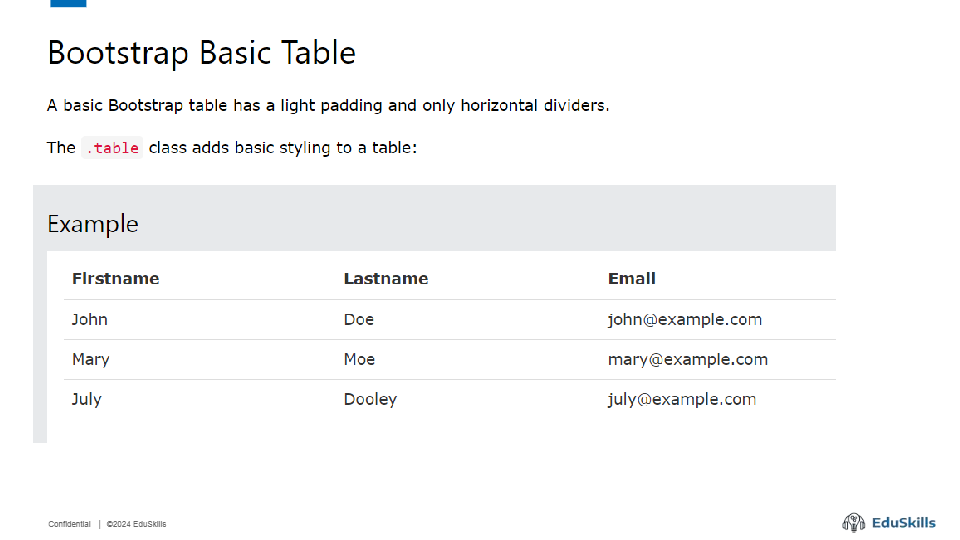 Bootstrap Basic Table
A basic Bootstrap table has a light padding and only horizontal dividers.
The .table class adds basic styling to a table:
Example
Firstname Lastname Email
John Doe john@example.com
Mary Moe mary@example.com
July Dooley july@example.com
Confidential | ©2024 EduSkills
EduSkills